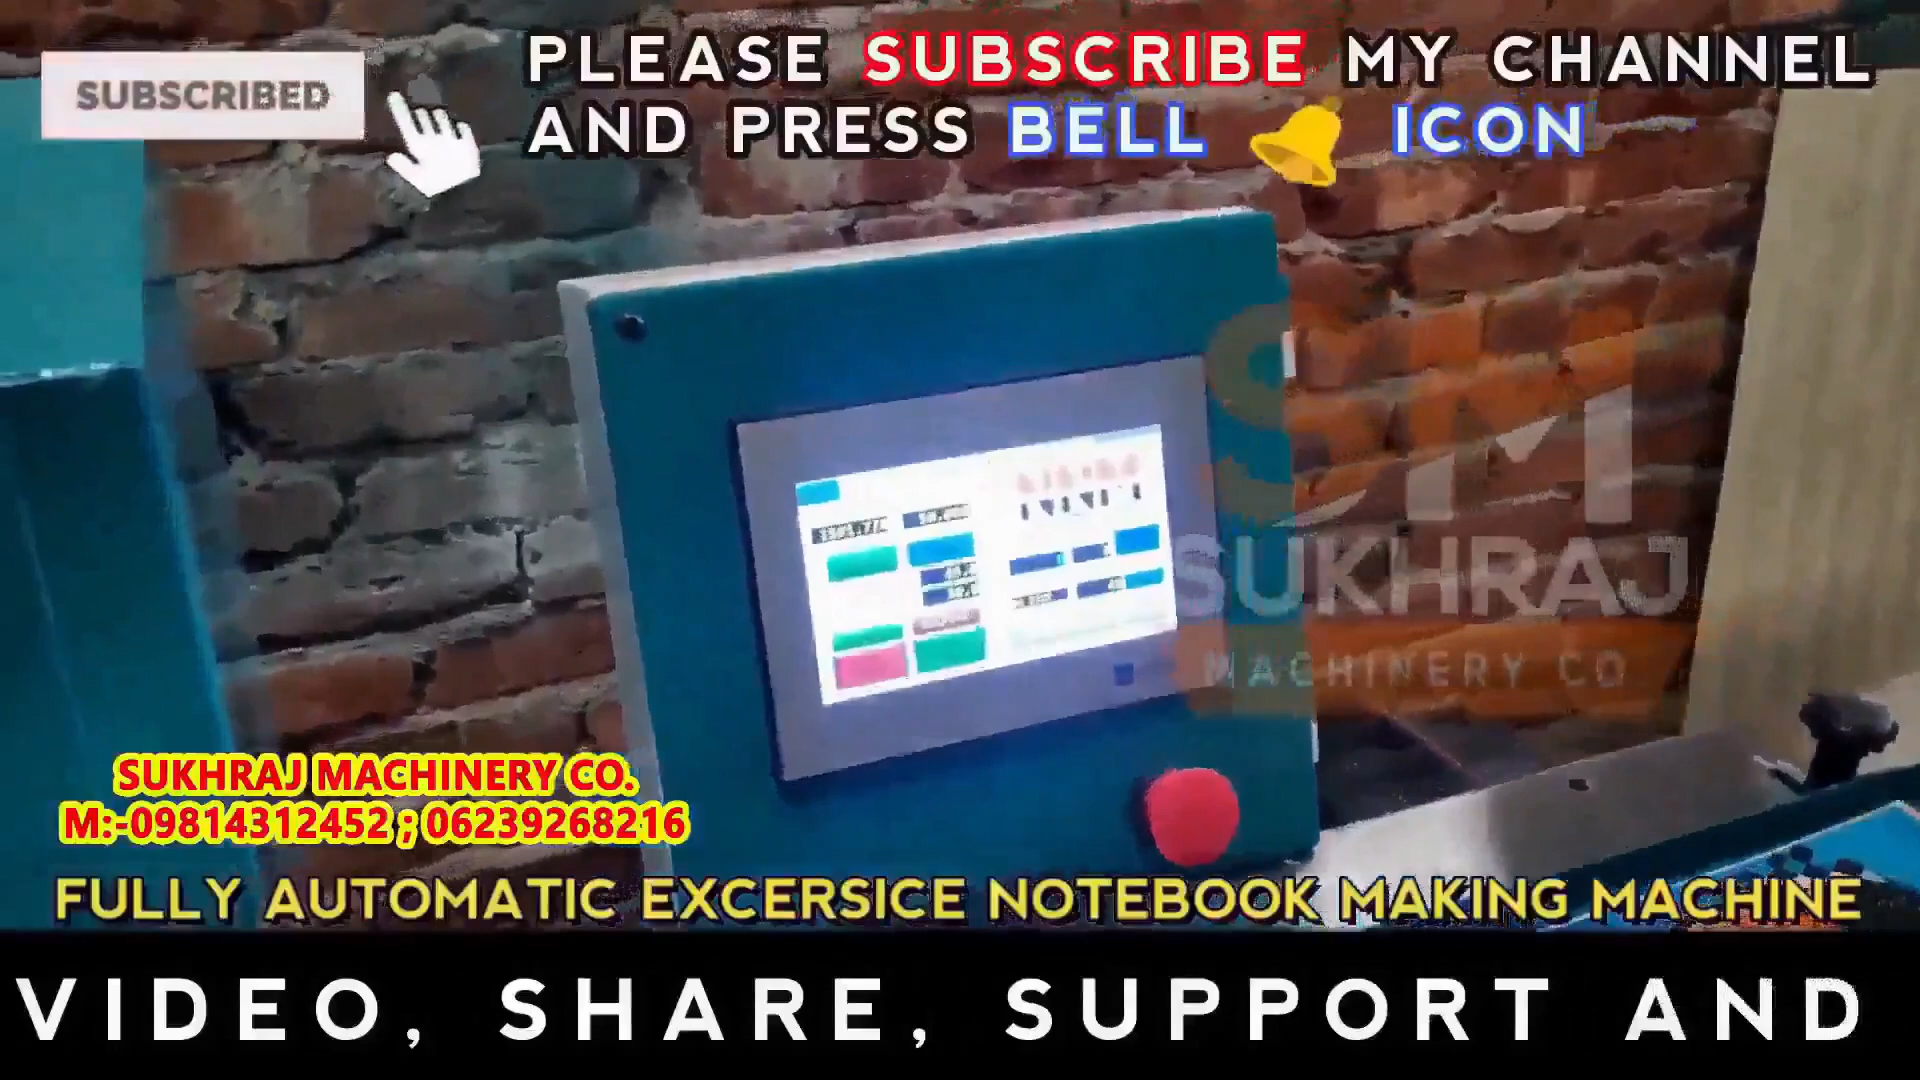 SUBSCRIBED
PLEASE SUBSCRIBE MY CHANNEL
AND PRESS BELL ICON
SM
SUKHRAJ
MACHINERY CO
SUKHRAJ MACHINERY CO.
M:-09814312452 ; 06239268216
FULLY AUTOMATIC EXCERSICE NOTEBOOK MAKING MACHINE
VIDEO, SHARE, SUPPORT AND